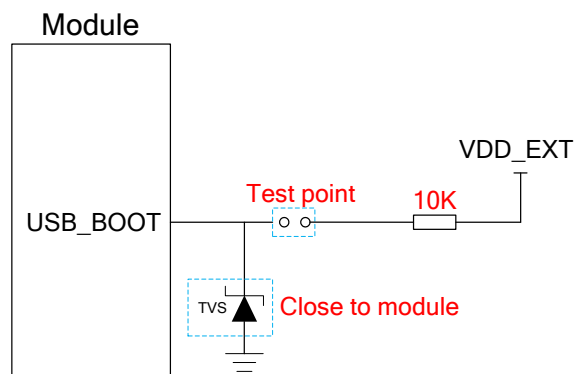 Module
VDD_EXT
Test point
10K
USB_BOOT
TVS
Close to module